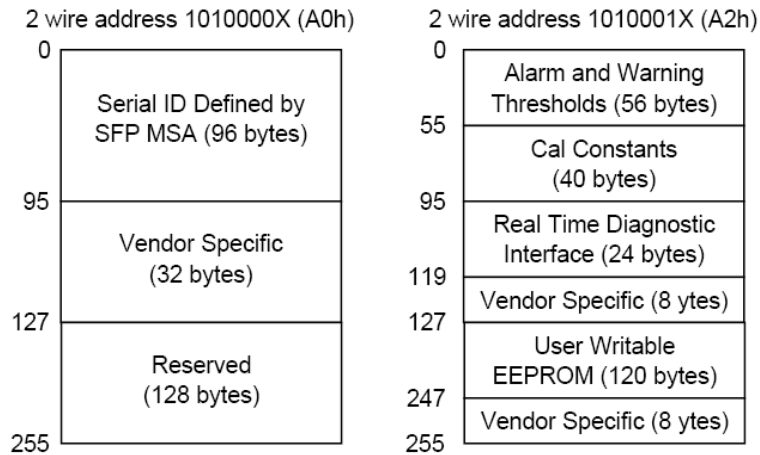 2 wire address 1010000X (A0h)
0
Serial ID Defined by
SFP MSA (96 bytes)
95
Vendor Specific
(32 bytes)
127
Reserved
(128 bytes)
255
2 wire address 1010001X (A2h)
0
Alarm and Warning
Thresholds (56 bytes)
55
Cal Constants
(40 bytes)
95
Real Time Diagnostic
Interface (24 bytes)
119
Vendor Specific (8 ytes)
127
User Writable
EEPROM (120 bytes)
247
Vendor Specific (8 ytes)
255